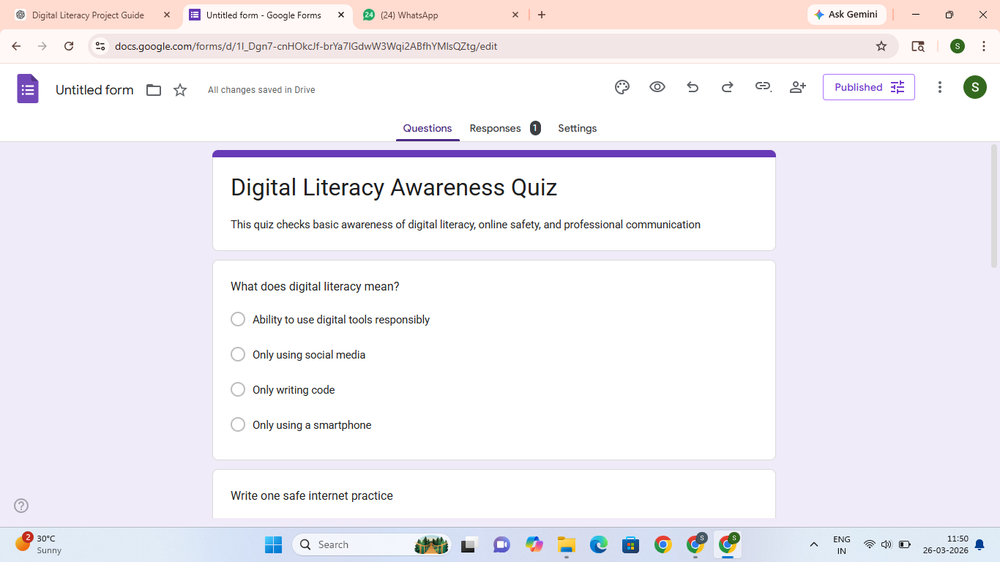 Digital Literacy Project Guide
Untitled form - Google Forms
24
(24) WhatsApp
Ask Gemini
docs.google.com/forms/d/1I_Dgn7-cnHOkcJf-brYa7IGdwW3Wqi2ABfhYMIsQZtg/edit
S
Untitled form
All changes saved in Drive
Published
S
Questions
Responses 1
Settings
Digital Literacy Awareness Quiz
This quiz checks basic awareness of digital literacy, online safety, and professional communication
What does digital literacy mean?
Ability to use digital tools responsibly
Only using social media
Only writing code
Only using a smartphone
Write one safe internet practice
2
30°C
Sunny
Search
S
S
ENG
IN
11:50
26-03-2026